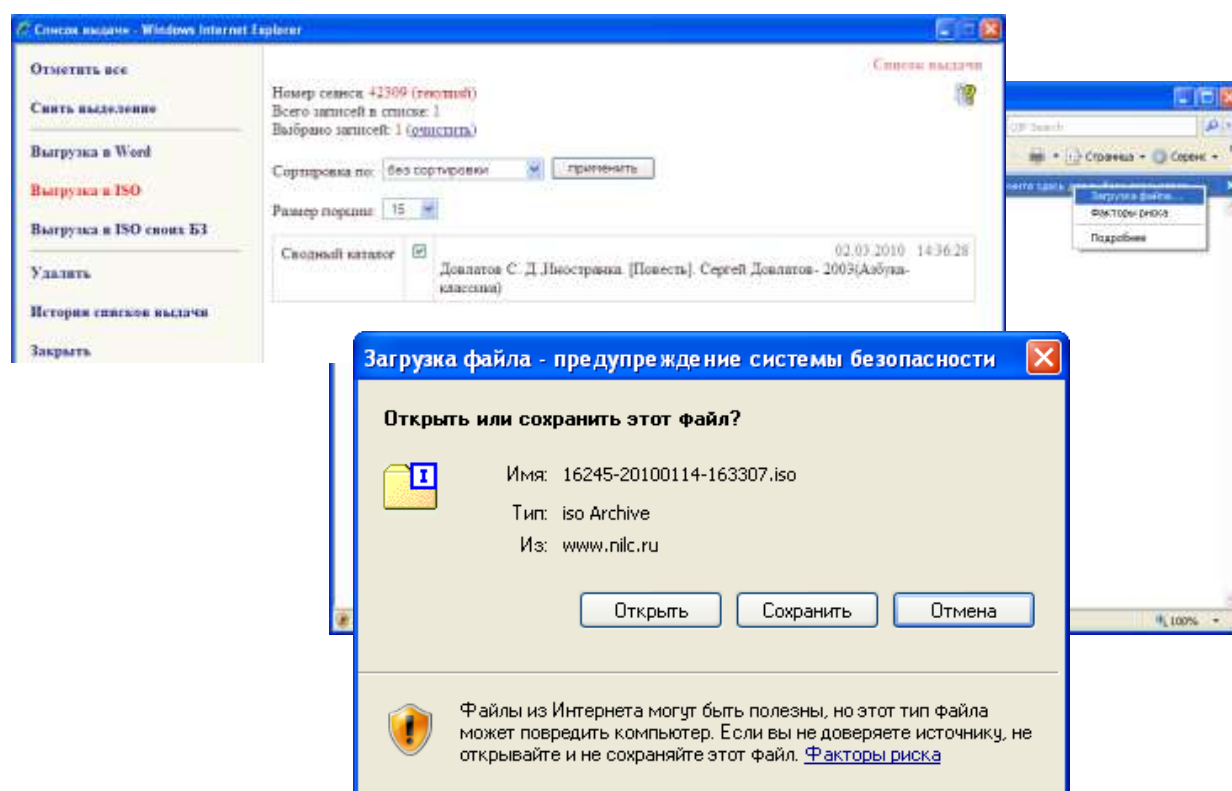 Список выдачи - Windows Internet Explorer
Отметить все
Снять выделение
Выгрузка в Word
Выгрузка в ISO
Выгрузка в ISO своих БЗ
Удалить
История списков выдачи
Закрыть
Список выдачи
Номер сеанса: 42309 (текущий)
Всего записей в списке: 1
Выбрано записей: 1 (очистить)
Сортировка по: без сортировки применить
Размер порции: 15
Сводный каталог
02.03.2010 14:36:28
Довлатов С. Д. Иностранка. [Повесть]. Сергей Довлатов- 2003(Азбука-
классика)
Search
Страница Сервис
Загрузка файла...
Факторы риска
Подробнее
Загрузка файла - предупреждение системы безопасности
Открыть или сохранить этот файл?
Имя: 16245-20100114-163307.iso
Тип: iso Archive
Из: www.nilc.ru
Открыть Сохранить Отмена
100%
Файлы из Интернета могут быть полезны, но этот тип файла
может повредить компьютер. Если вы не доверяете источнику, не
открывайте и не сохраняйте этот файл. Факторы риска